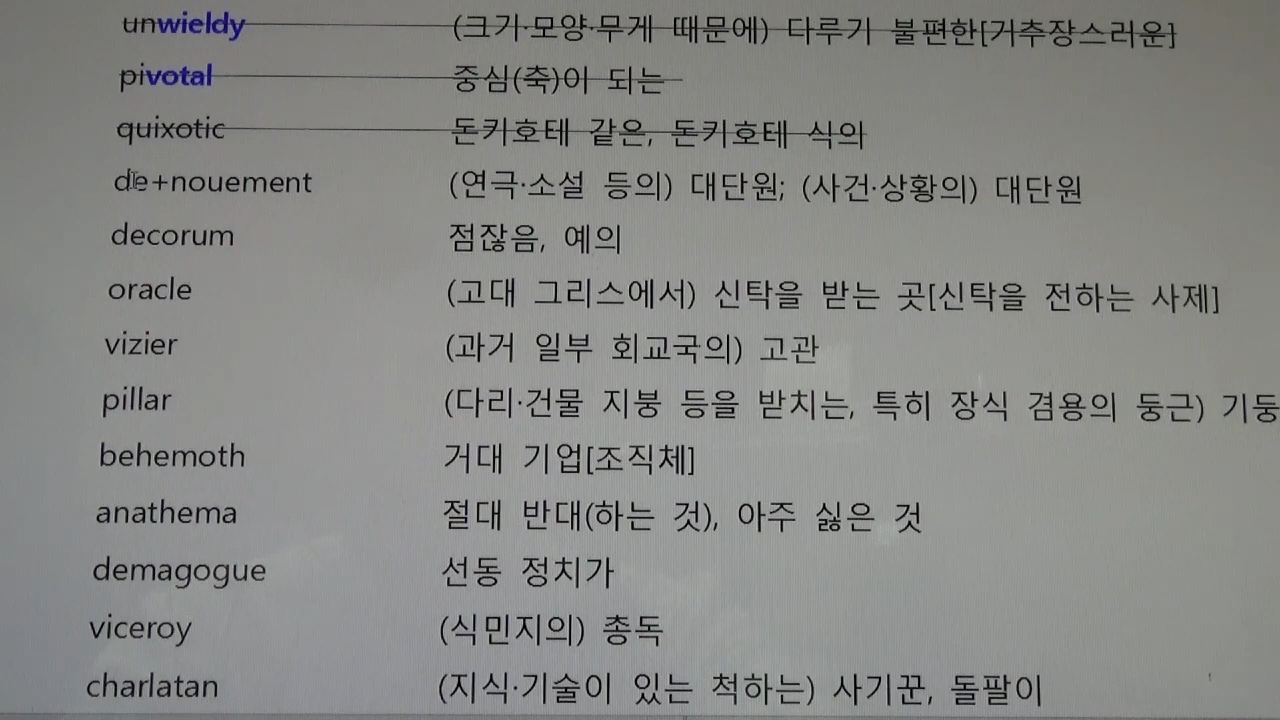 unwieldy (크기·모양·무게 때문에) 다루기 불편한[거추장스러운]
pivotal 중심(축)이 되는
quixotic 돈키호테 같은, 돈키호테 식의
de+nouement (연극·소설 등의) 대단원; (사건·상황의) 대단원
decorum 점잖음, 예의
oracle (고대 그리스에서) 신탁을 받는 곳[신탁을 전하는 사제]
vizier (과거 일부 회교국의) 고관
pillar (다리·건물 지붕 등을 받치는, 특히 장식 겸용의 둥근) 기둥
behemoth 거대 기업[조직체]
anathema 절대 반대(하는 것), 아주 싫은 것
demagogue 선동 정치가
viceroy (식민지의) 총독
charlatan (지식·기술이 있는 척하는) 사기꾼, 돌팔이